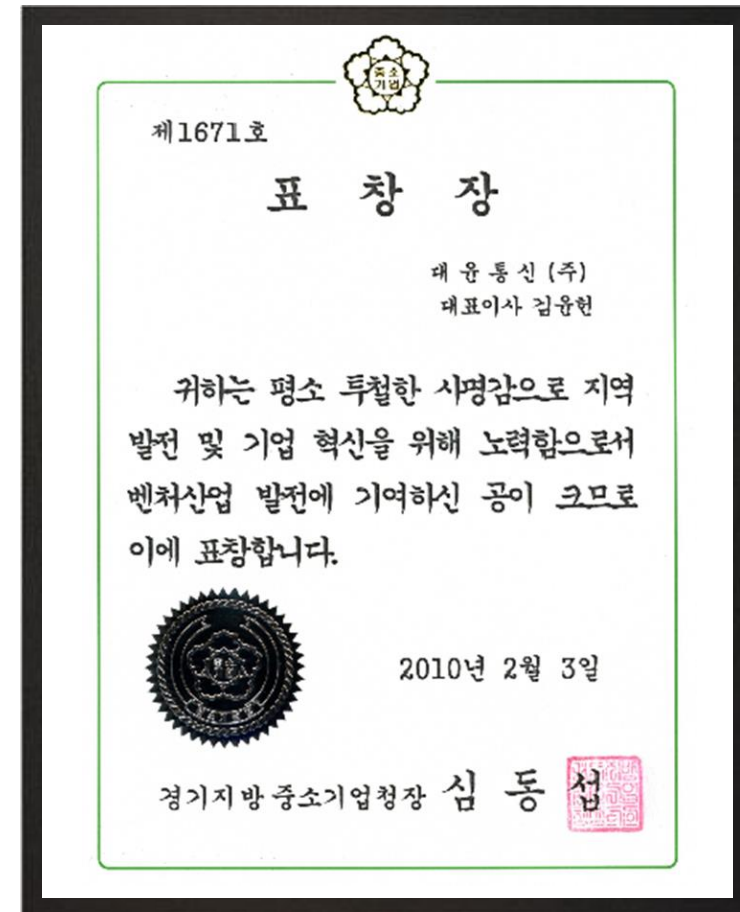 중소
기업
제1671호
표 창 장
대윤통신(주)
대표이사 김윤헌
귀하는 평소 투철한 사명감으로 지역
발전 및 기업 혁신을 위해 노력함으로서
벤처산업 발전에 기여하신 공이 크므로
이에 표창합니다.
2010년 2월 3일
경기지방중소기업청장 심 동 섭